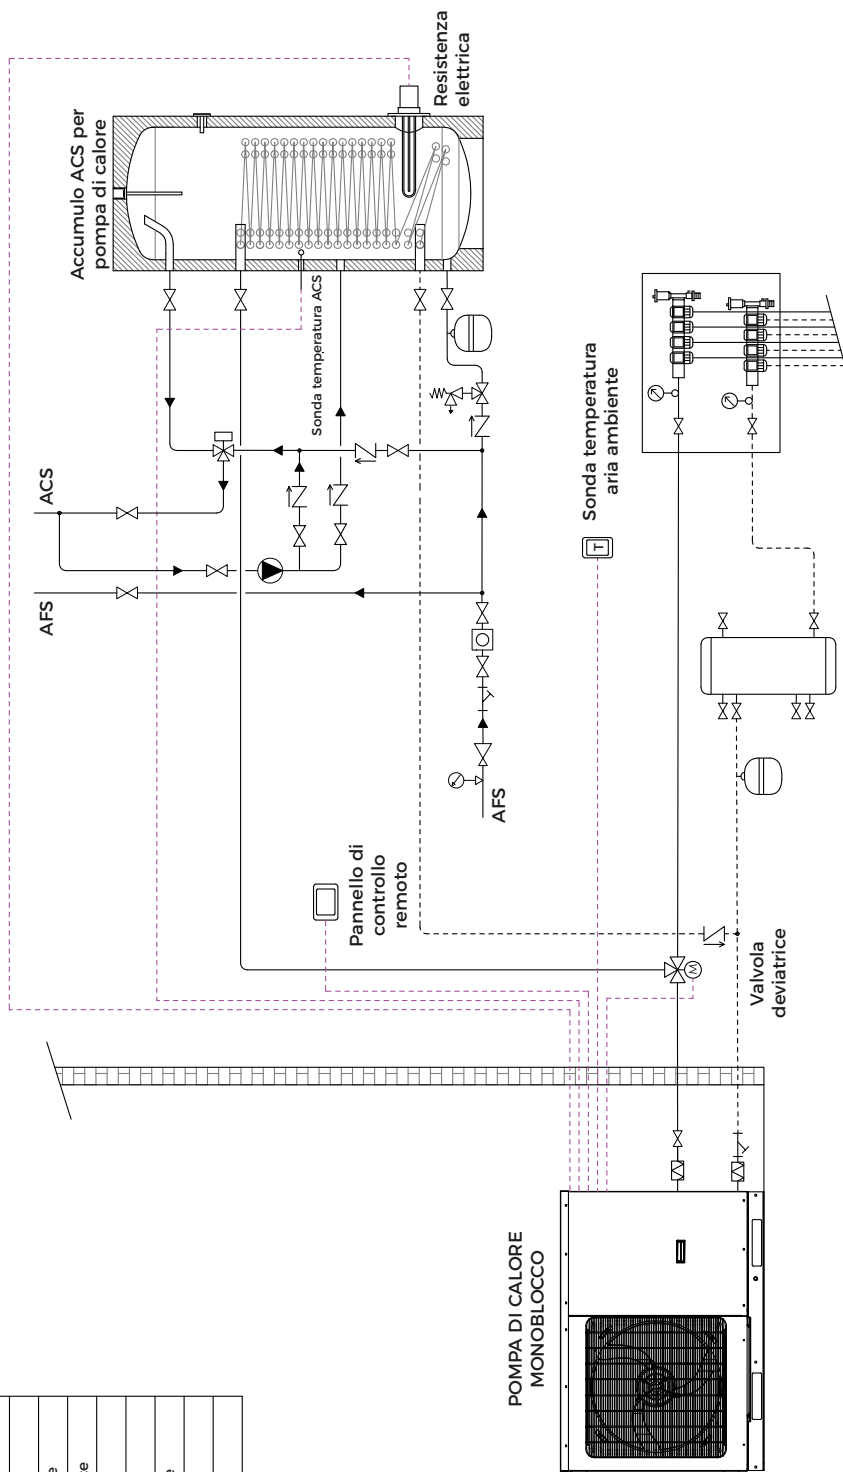 Resistenza
elettrica
Accumulo ACS per
pompa di calore
Sonda temperatura ACS
ACS
AFS
Sonda temperatura
aria ambiente
T
AFS
Pannello di
controllo
remoto
M
Valvola
deviatrice
POMPA DI CALORE
MONOBLOCCO